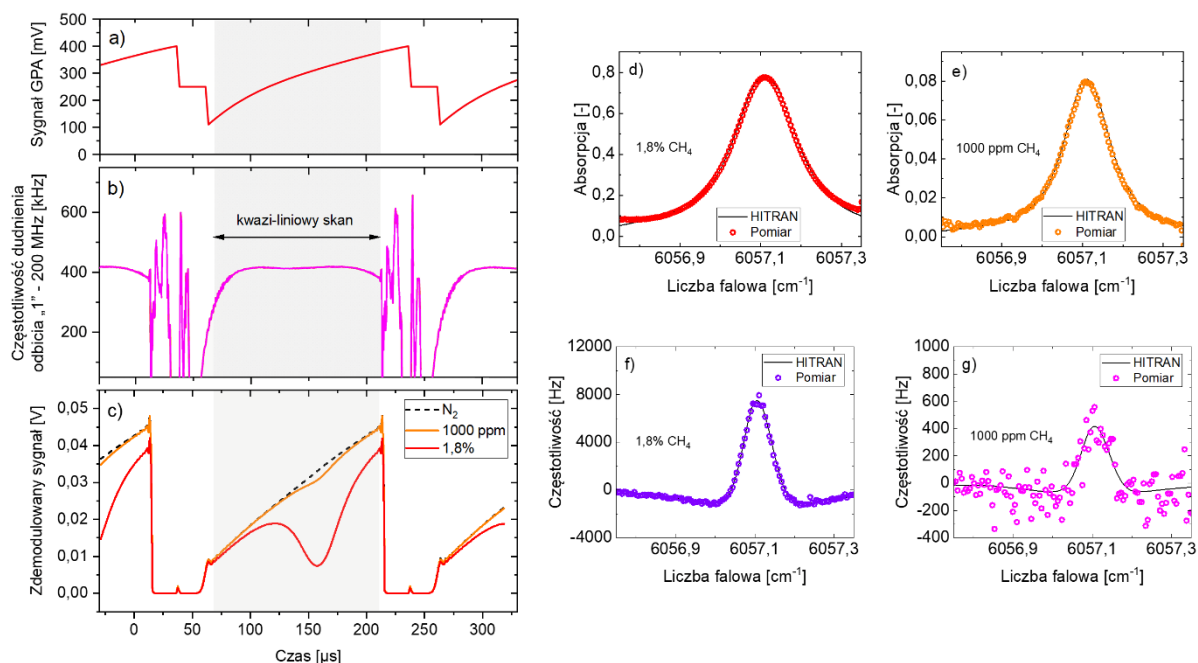 a)
Sygnał GPA [mV]
500
400
300
200
100
0
b)
Częstotliwość dudnienia
odbicia „1” - 200 MHz [kHz]
600
400
200
kwazi-liniowy skan
c)
Zdemodulowany sygnał [V]
0,05
0,04
0,03
0,02
0,01
0,00
N₂
1000 ppm
1,8%
0 50 100 150 200 250 300
Czas [µs]
d)
Absorpcja [-]
0,8
0,6
0,4
0,2
0,0
1,8% CH₄
HITRAN
Pomiar
6056,9 6057,1 6057,3
Liczba falowa [cm⁻¹]
e)
Absorpcja [-]
0,08
0,06
0,04
0,02
0,00
1000 ppm CH₄
HITRAN
Pomiar
6056,9 6057,1 6057,3
Liczba falowa [cm⁻¹]
f)
Częstotliwość [Hz]
12000
8000
4000
0
-4000
1,8% CH₄
HITRAN
Pomiar
6056,9 6057,1 6057,3
Liczba falowa [cm⁻¹]
g)
Częstotliwość [Hz]
1000
800
600
400
200
0
-200
-400
1000 ppm CH₄
HITRAN
Pomiar
6056,9 6057,1 6057,3
Liczba falowa [cm⁻¹]